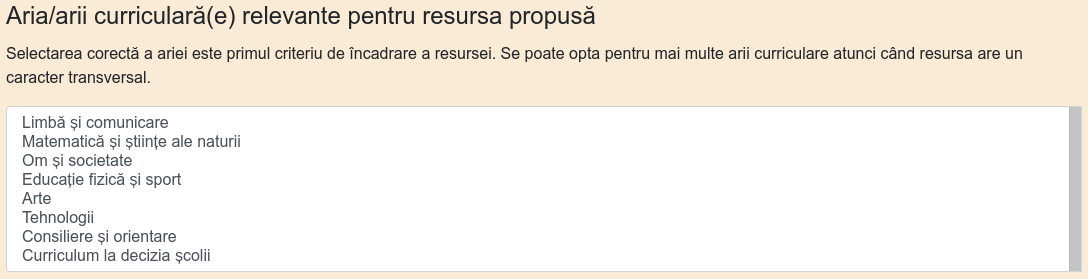 Aria/arii curriculară(e) relevante pentru resursa propusă
Selectarea corectă a ariei este primul criteriu de încadrare a resursei. Se poate opta pentru mai multe arii curriculare atunci când resursa are un
caracter transversal.
Limbă și comunicare
Matematică și științe ale naturii
Om și societate
Educație fizică și sport
Arte
Tehnologii
Consiliere și orientare
Curriculum la decizia școlii